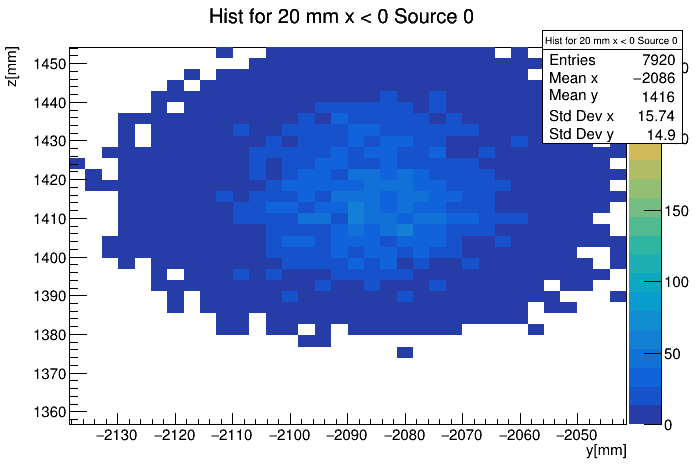 Hist for 20 mm x < 0 Source 0
z[mm]
Hist for 20 mm x < 0 Source 0
Entries 7920
Mean x −2086
Mean y 1416
Std Dev x 15.74
Std Dev y 14.9
1450
1440
1430
1420
1410
1400
1390
1380
1370
1360
0
0
150
100
50
0
−2130 −2120 −2110 −2100 −2090 −2080 −2070 −2060 −2050
y[mm]